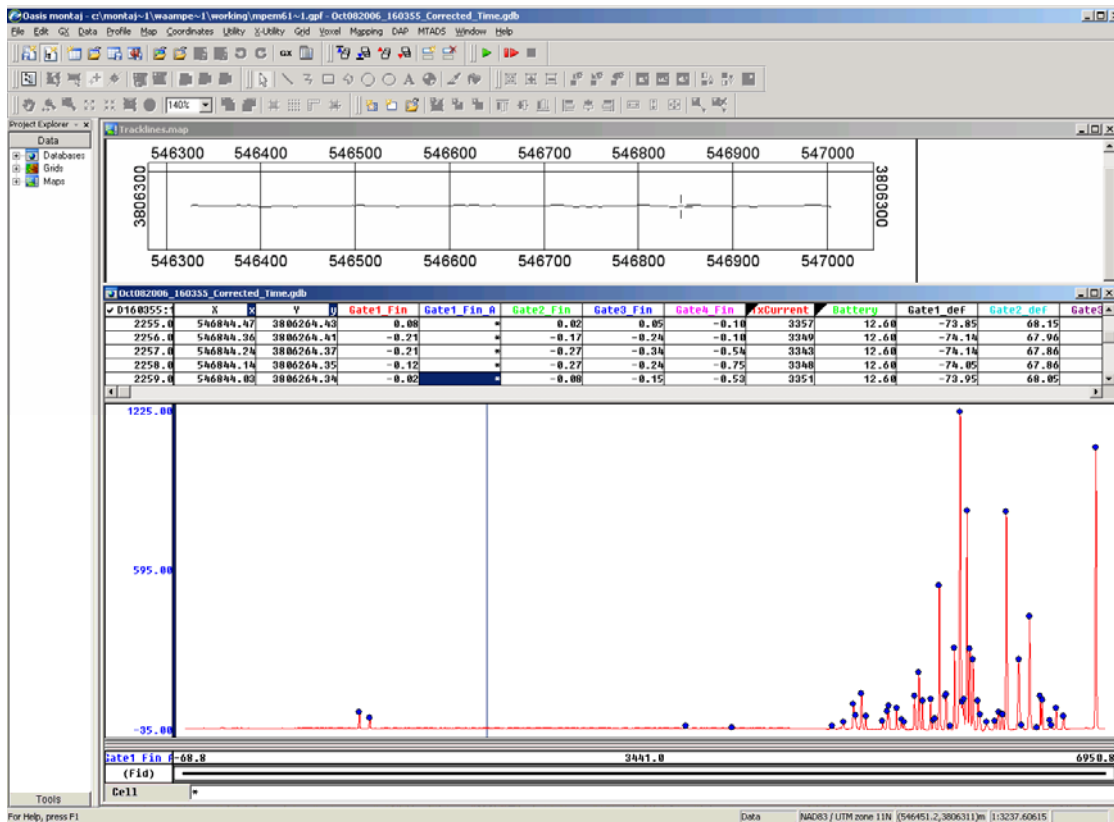 Oasis montaj - c:\montaj~1\waampe~1\working\mpem61~1.gpf - Oct082006_160355_Corrected_Time.gdb
File Edit GX Data Profile Map Coordinates Utility X-Utility Grid Voxel Mapping DAP MTADS Window Help
GX
A
140%
Project Explorer
Data
Databases
Grids
Maps
Tools
Tracklines.map
546300 546400 546500 546600 546700 546800 546900 547000
3806300 3806300
546300 546400 546500 546600 546700 546800 546900 547000
Oct082006_160355_Corrected_Time.gdb
D160355:1 X x Y y Gate1_Fin Gate1_Fin_A Gate2_Fin Gate3_Fin Gate4_Fin TxCurrent Battery Gate1_def Gate2_def Gate3
2255.0 546844.47 3806264.43 0.08 * 0.02 0.05 -0.10 3357 12.60 -73.85 68.15
2256.0 546844.36 3806264.41 -0.21 * -0.17 -0.24 -0.10 3349 12.60 -74.14 67.96
2257.0 546844.24 3806264.37 -0.21 * -0.27 -0.34 -0.54 3343 12.60 -74.14 67.86
2258.0 546844.14 3806264.35 -0.12 * -0.27 -0.24 -0.75 3348 12.60 -74.05 67.86
2259.0 546844.03 3806264.34 -0.02 * -0.08 -0.15 -0.53 3351 12.60 -73.95 68.05
1225.00
595.00
-35.00
Gate1_Fin_A -68.8 3441.0 6950.8
(Fid)
Cell *
For Help, press F1 Data NAD83 / UTM zone 11N (546451.2,3806311)m 1:3237.60615